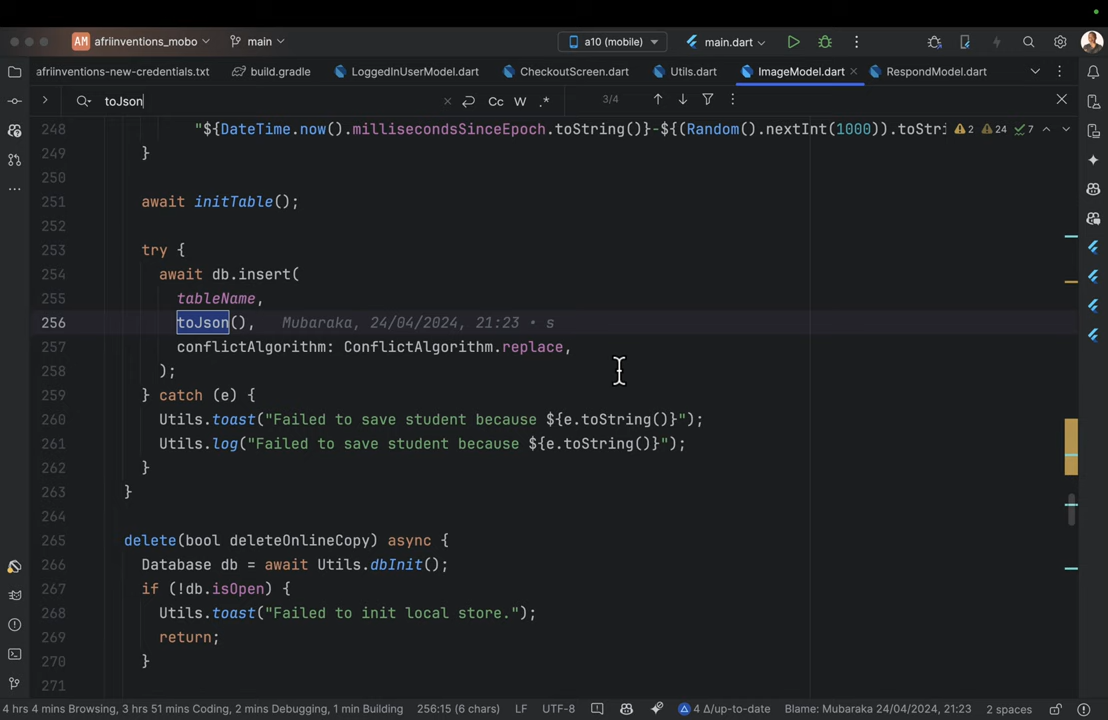 AM afriinventions_mobo main a10 (mobile) main.dart
afriinventions-new-credentials.txt build.gradle LoggedInUserModel.dart CheckoutScreen.dart Utils.dart ImageModel.dart RespondModel.dart
toJson Cc W .* 3/4
248 "${DateTime.now().millisecondsSinceEpoch.toString()}-${(Random().nextInt(1000)).toStri 2 24 7
249 }
250
251 await initTable();
252
253 try {
254 await db.insert(
255 tableName,
256 toJson(), Mubaraka, 24/04/2024, 21:23 • s
257 conflictAlgorithm: ConflictAlgorithm.replace,
258 );
259 } catch (e) {
260 Utils.toast("Failed to save student because ${e.toString()}");
261 Utils.log("Failed to save student because ${e.toString()}");
262 }
263 }
264
265 delete(bool deleteOnlineCopy) async {
266 Database db = await Utils.dbInit();
267 if (!db.isOpen) {
268 Utils.toast("Failed to init local store.");
269 return;
270 }
271
4 hrs 4 mins Browsing, 3 hrs 51 mins Coding, 2 mins Debugging, 1 min Building 256:15 (6 chars) LF UTF-8 4 Δ/up-to-date Blame: Mubaraka 24/04/2024, 21:23 2 spaces